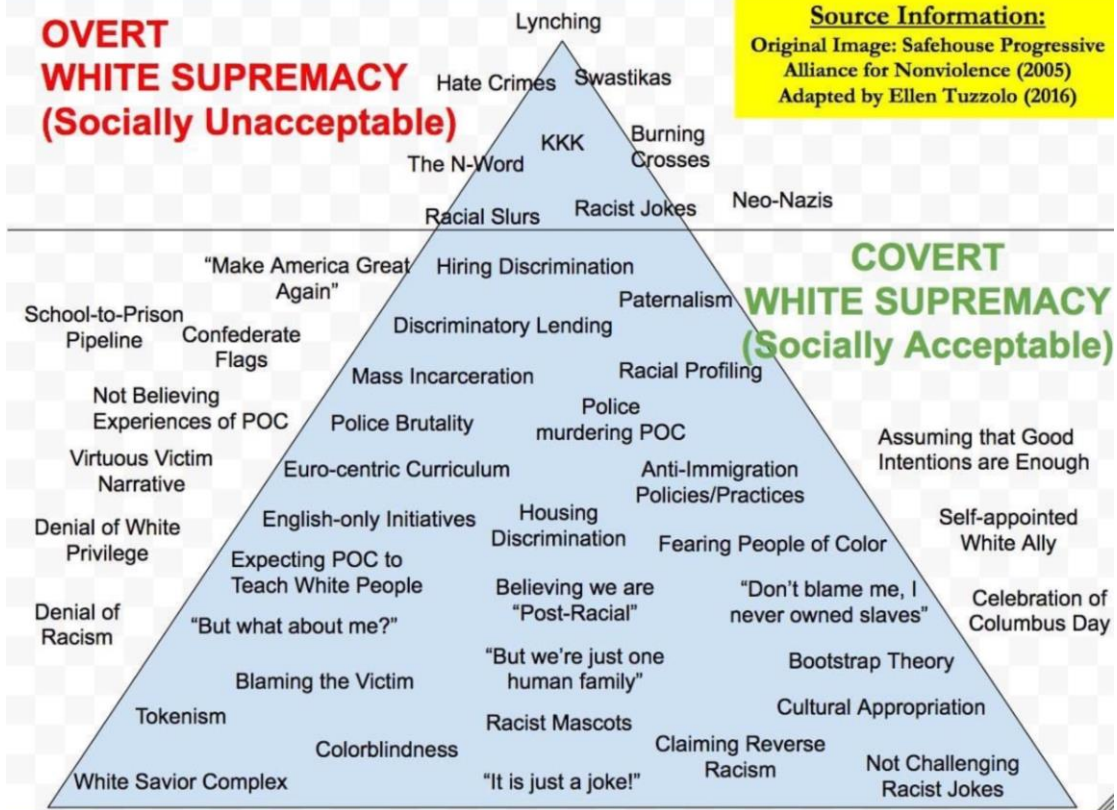 OVERT
WHITE SUPREMACY
(Socially Unacceptable)
Source Information:
Original Image: Safehouse Progressive
Alliance for Nonviolence (2005)
Adapted by Ellen Tuzzolo (2016)
Lynching
Hate Crimes
Swastikas
KKK
Burning
Crosses
The N-Word
Neo-Nazis
Racial Slurs
Racist Jokes
COVERT
WHITE SUPREMACY
(Socially Acceptable)
"Make America Great
Again"
Hiring Discrimination
Paternalism
School-to-Prison
Pipeline
Confederate
Flags
Discriminatory Lending
Mass Incarceration
Racial Profiling
Not Believing
Experiences of POC
Police Brutality
Police
murdering POC
Assuming that Good
Intentions are Enough
Virtuous Victim
Narrative
Euro-centric Curriculum
Anti-Immigration
Policies/Practices
Denial of White
Privilege
English-only Initiatives
Housing
Discrimination
Fearing People of Color
Self-appointed
White Ally
Expecting POC to
Teach White People
Believing we are
"Post-Racial"
"Don't blame me, I
never owned slaves"
Celebration of
Columbus Day
Denial of
Racism
"But what about me?"
"But we're just one
human family"
Bootstrap Theory
Blaming the Victim
Cultural Appropriation
Tokenism
Racist Mascots
Colorblindness
Claiming Reverse
Racism
Not Challenging
Racist Jokes
White Savior Complex
"It is just a joke!"